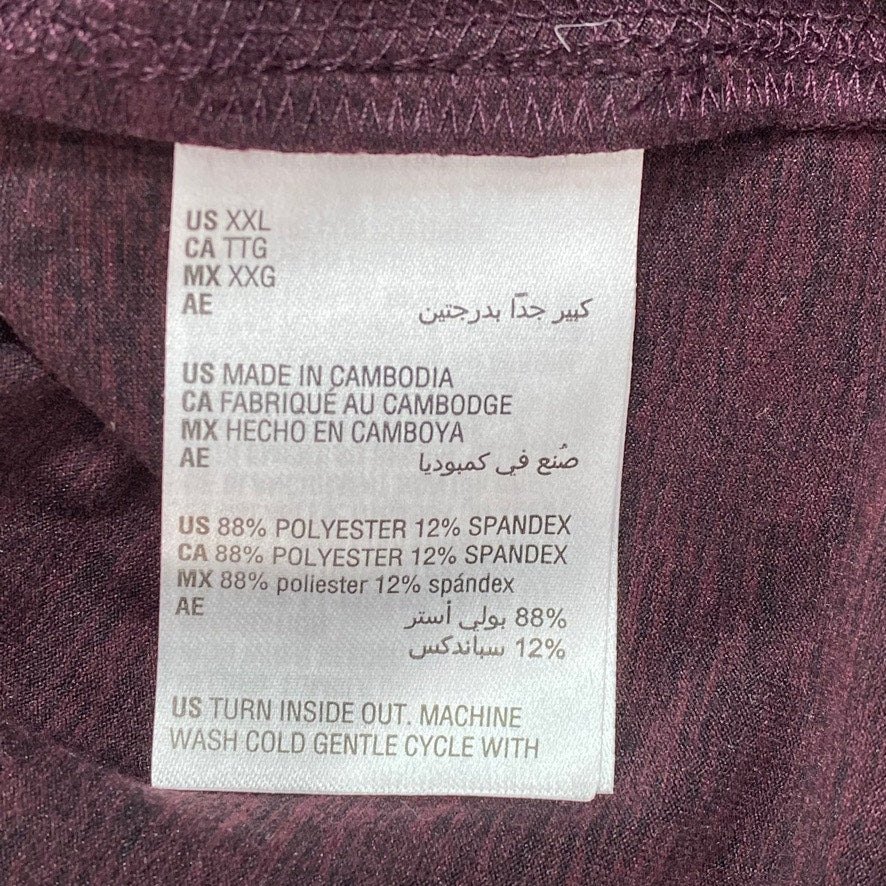 US XXL
CA TTG
MX XXG
AE كبير جدًا بدرجتين
US MADE IN CAMBODIA
CA FABRIQUÉ AU CAMBODGE
MX HECHO EN CAMBOYA
AE صُنع في كمبوديا
US 88% POLYESTER 12% SPANDEX
CA 88% POLYESTER 12% SPANDEX
MX 88% poliester 12% spándex
AE 88% بولي أستر
12% سباندكس
US TURN INSIDE OUT. MACHINE
WASH COLD GENTLE CYCLE WITH